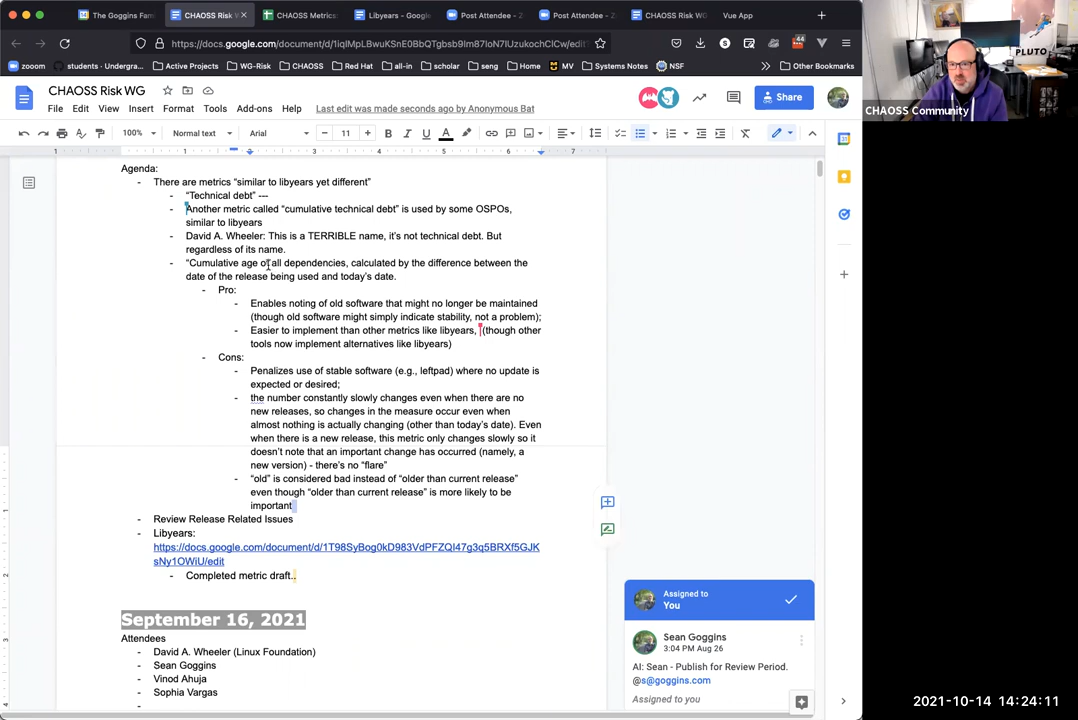 The Goggins Fam
CHAOSS Risk W
CHAOSS Metrics:
Libyears - Google
Post Attendee - Z
Post Attendee - Z
CHAOSS Risk WG
Vue App
https://docs.google.com/document/d/1iqlMpLBwuKSnE0BbQTgbsb9lm87IoN7lUzukochClCw/edit
44
zooom
students - Undergra...
Active Projects
WG-Risk
CHAOSS
Red Hat
all-in
scholar
seng
Home
MV
Systems Notes
NSF
Other Bookmarks
CHAOSS Risk WG
File Edit View Insert Format Tools Add-ons Help
Last edit was made seconds ago by Anonymous Bat
Share
100%
Normal text
Arial
11
Agenda:
- There are metrics “similar to libyears yet different”
- “Technical debt” ---
- Another metric called “cumulative technical debt” is used by some OSPOs,
similar to libyears
- David A. Wheeler: This is a TERRIBLE name, it’s not technical debt. But
regardless of its name.
- “Cumulative age of all dependencies, calculated by the difference between the
date of the release being used and today’s date.
- Pro:
- Enables noting of old software that might no longer be maintained
(though old software might simply indicate stability, not a problem);
- Easier to implement than other metrics like libyears, (though other
tools now implement alternatives like libyears)
- Cons:
- Penalizes use of stable software (e.g., leftpad) where no update is
expected or desired;
- the number constantly slowly changes even when there are no
new releases, so changes in the measure occur even when
almost nothing is actually changing (other than today’s date). Even
when there is a new release, this metric only changes slowly so it
doesn’t note that an important change has occurred (namely, a
new version) - there’s no “flare”
- “old” is considered bad instead of “older than current release”
even though “older than current release” is more likely to be
important
- Review Release Related Issues
- Libyears:
https://docs.google.com/document/d/1T98SyBog0kD983VdPFZQI47g3q5BRXf5GJK
sNy1OWiU/edit
- Completed metric draft..
September 16, 2021
Attendees
- David A. Wheeler (Linux Foundation)
- Sean Goggins
- Vinod Ahuja
- Sophia Vargas
-
Assigned to
You
Sean Goggins
3:04 PM Aug 26
AI: Sean - Publish for Review Period.
@s@goggins.com
Assigned to you
PLUTO
CHAOSS Community
2021-10-14 14:24:11